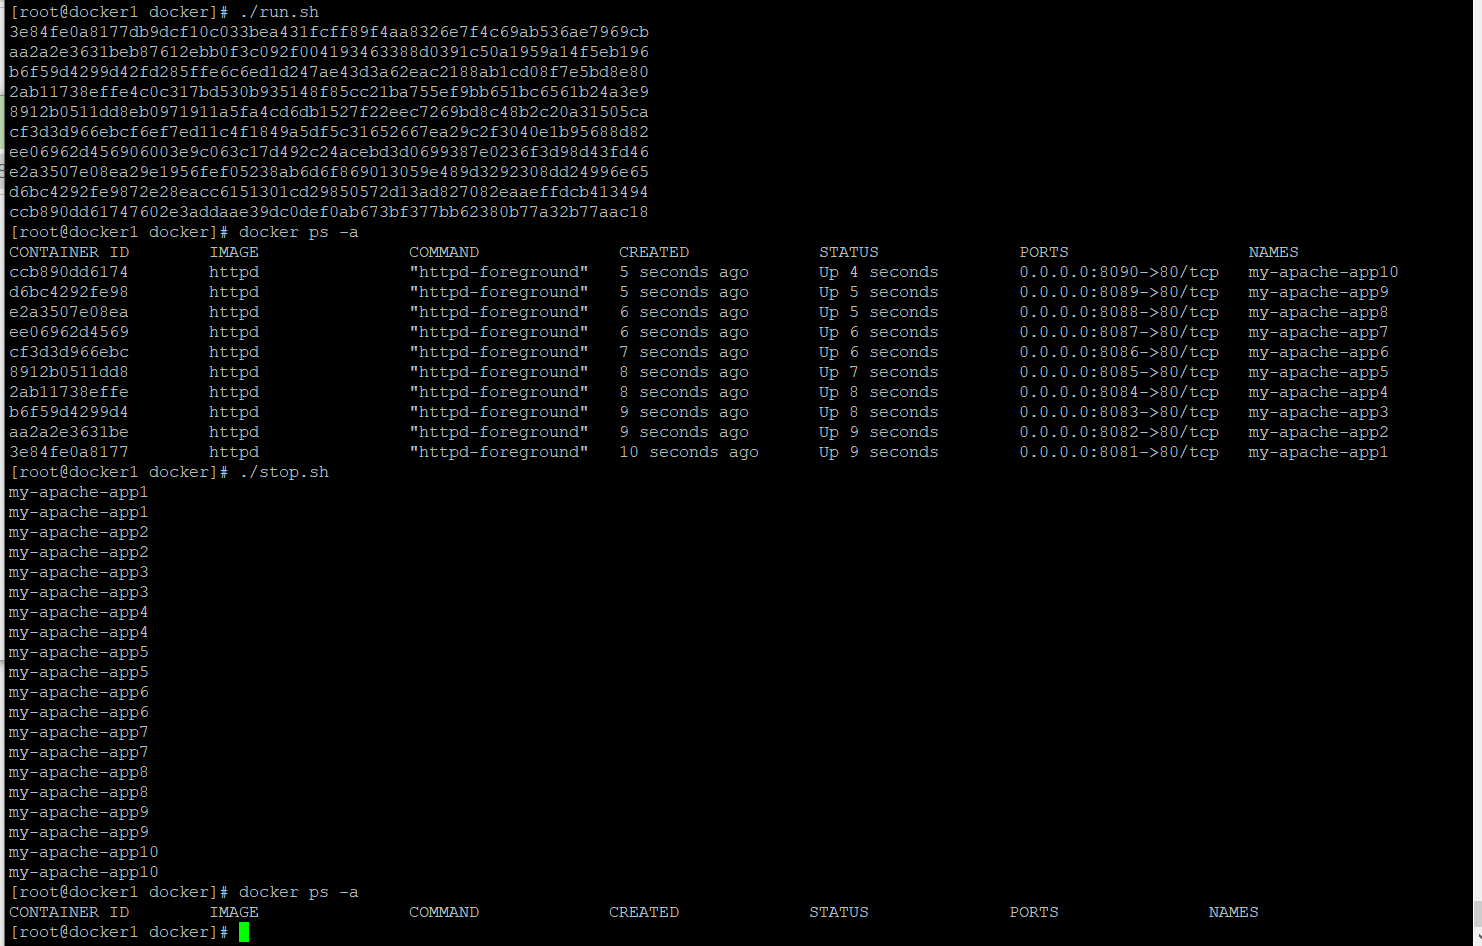 [root@docker1 docker]# ./run.sh
3e84fe0a8177db9dcf10c033bea431fcff89f4aa8326e7f4c69ab536ae7969cb
aa2a2e3631beb87612ebb0f3c092f004193463388d0391c50a1959a14f5eb196
b6f59d4299d42fd285ffe6c6ed1d247ae43d3a62eac2188ab1cd08f7e5bd8e80
2ab11738effe4c0c317bd530b935148f85cc21ba755ef9bb651bc6561b24a3e9
8912b0511dd8eb0971911a5fa4cd6db1527f22eec7269bd8c48b2c20a31505ca
cf3d3d966ebcf6ef7ed11c4f1849a5df5c31652667ea29c2f3040e1b95688d82
ee06962d456906003e9c063c17d492c24acebd3d0699387e0236f3d98d43fd46
e2a3507e08ea29e1956fef05238ab6d6f869013059e489d3292308dd24996e65
d6bc4292fe9872e28eacc6151301cd29850572d13ad827082eaaeffdcb413494
ccb890dd61747602e3addaae39dc0def0ab673bf377bb62380b77a32b77aac18
[root@docker1 docker]# docker ps -a
CONTAINER ID IMAGE COMMAND CREATED STATUS PORTS NAMES
ccb890dd6174 httpd "httpd-foreground" 5 seconds ago Up 4 seconds 0.0.0.0:8090->80/tcp my-apache-app10
d6bc4292fe98 httpd "httpd-foreground" 5 seconds ago Up 5 seconds 0.0.0.0:8089->80/tcp my-apache-app9
e2a3507e08ea httpd "httpd-foreground" 6 seconds ago Up 5 seconds 0.0.0.0:8088->80/tcp my-apache-app8
ee06962d4569 httpd "httpd-foreground" 6 seconds ago Up 6 seconds 0.0.0.0:8087->80/tcp my-apache-app7
cf3d3d966ebc httpd "httpd-foreground" 7 seconds ago Up 6 seconds 0.0.0.0:8086->80/tcp my-apache-app6
8912b0511dd8 httpd "httpd-foreground" 8 seconds ago Up 7 seconds 0.0.0.0:8085->80/tcp my-apache-app5
2ab11738effe httpd "httpd-foreground" 8 seconds ago Up 8 seconds 0.0.0.0:8084->80/tcp my-apache-app4
b6f59d4299d4 httpd "httpd-foreground" 9 seconds ago Up 8 seconds 0.0.0.0:8083->80/tcp my-apache-app3
aa2a2e3631be httpd "httpd-foreground" 9 seconds ago Up 9 seconds 0.0.0.0:8082->80/tcp my-apache-app2
3e84fe0a8177 httpd "httpd-foreground" 10 seconds ago Up 9 seconds 0.0.0.0:8081->80/tcp my-apache-app1
[root@docker1 docker]# ./stop.sh
my-apache-app1
my-apache-app1
my-apache-app2
my-apache-app2
my-apache-app3
my-apache-app3
my-apache-app4
my-apache-app4
my-apache-app5
my-apache-app5
my-apache-app6
my-apache-app6
my-apache-app7
my-apache-app7
my-apache-app8
my-apache-app8
my-apache-app9
my-apache-app9
my-apache-app10
my-apache-app10
[root@docker1 docker]# docker ps -a
CONTAINER ID IMAGE COMMAND CREATED STATUS PORTS NAMES
[root@docker1 docker]#